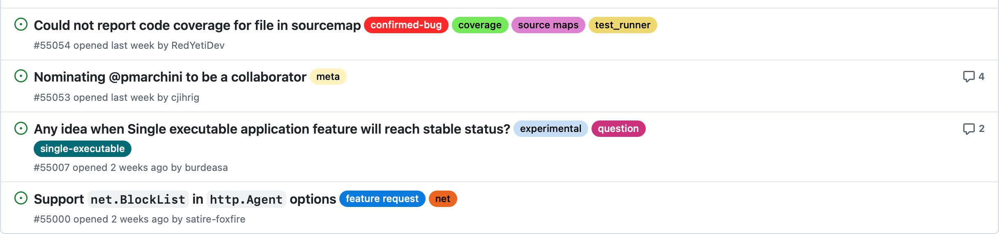 Could not report code coverage for file in sourcemap confirmed-bug coverage source maps test_runner
#55054 opened last week by RedYetiDev
Nominating @pmarchini to be a collaborator meta 4
#55053 opened last week by cjihrig
Any idea when Single executable application feature will reach stable status? experimental question 2
single-executable
#55007 opened 2 weeks ago by burdeasa
Support net.BlockList in http.Agent options feature request net
#55000 opened 2 weeks ago by satire-foxfire